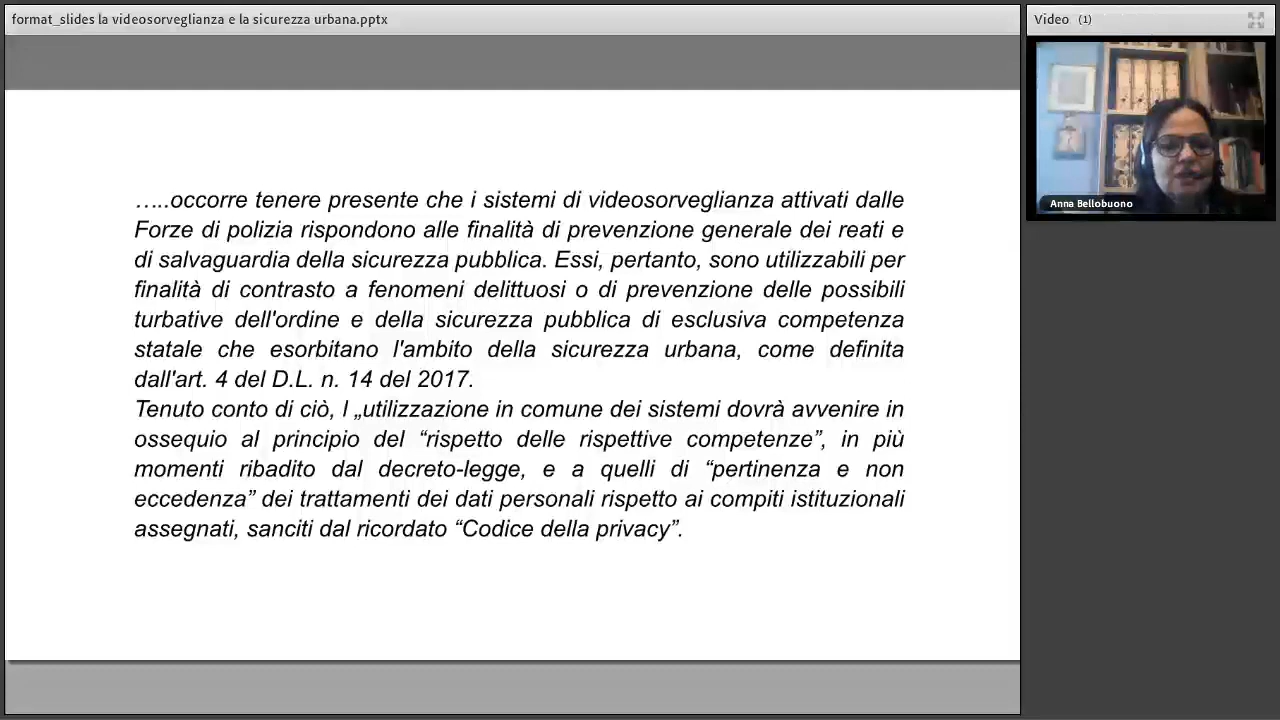 format_slides la videosorveglianza e la sicurezza urbana.pptx
Video (1)
Anna Bellobuono
…..occorre tenere presente che i sistemi di videosorveglianza attivati dalle
Forze di polizia rispondono alle finalità di prevenzione generale dei reati e
di salvaguardia della sicurezza pubblica. Essi, pertanto, sono utilizzabili per
finalità di contrasto a fenomeni delittuosi o di prevenzione delle possibili
turbative dell'ordine e della sicurezza pubblica di esclusiva competenza
statale che esorbitano l'ambito della sicurezza urbana, come definita
dall'art. 4 del D.L. n. 14 del 2017.
Tenuto conto di ciò, l „utilizzazione in comune dei sistemi dovrà avvenire in
ossequio al principio del “rispetto delle rispettive competenze”, in più
momenti ribadito dal decreto-legge, e a quelli di “pertinenza e non
eccedenza” dei trattamenti dei dati personali rispetto ai compiti istituzionali
assegnati, sanciti dal ricordato “Codice della privacy”.